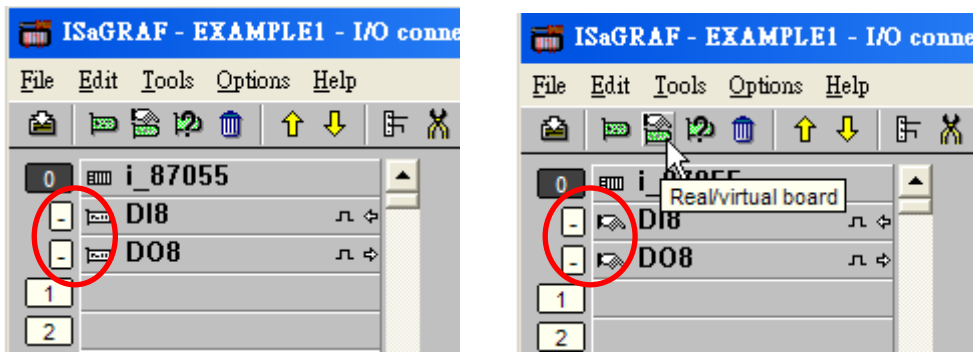 ISaGRAF - EXAMPLE1 - I/O conne
File Edit Tools Options Help
0 i_87055
- DI8
- DO8
1
2
ISaGRAF - EXAMPLE1 - I/O conne
File Edit Tools Options Help
0
Real/virtual board
- DI8
- DO8
1
2